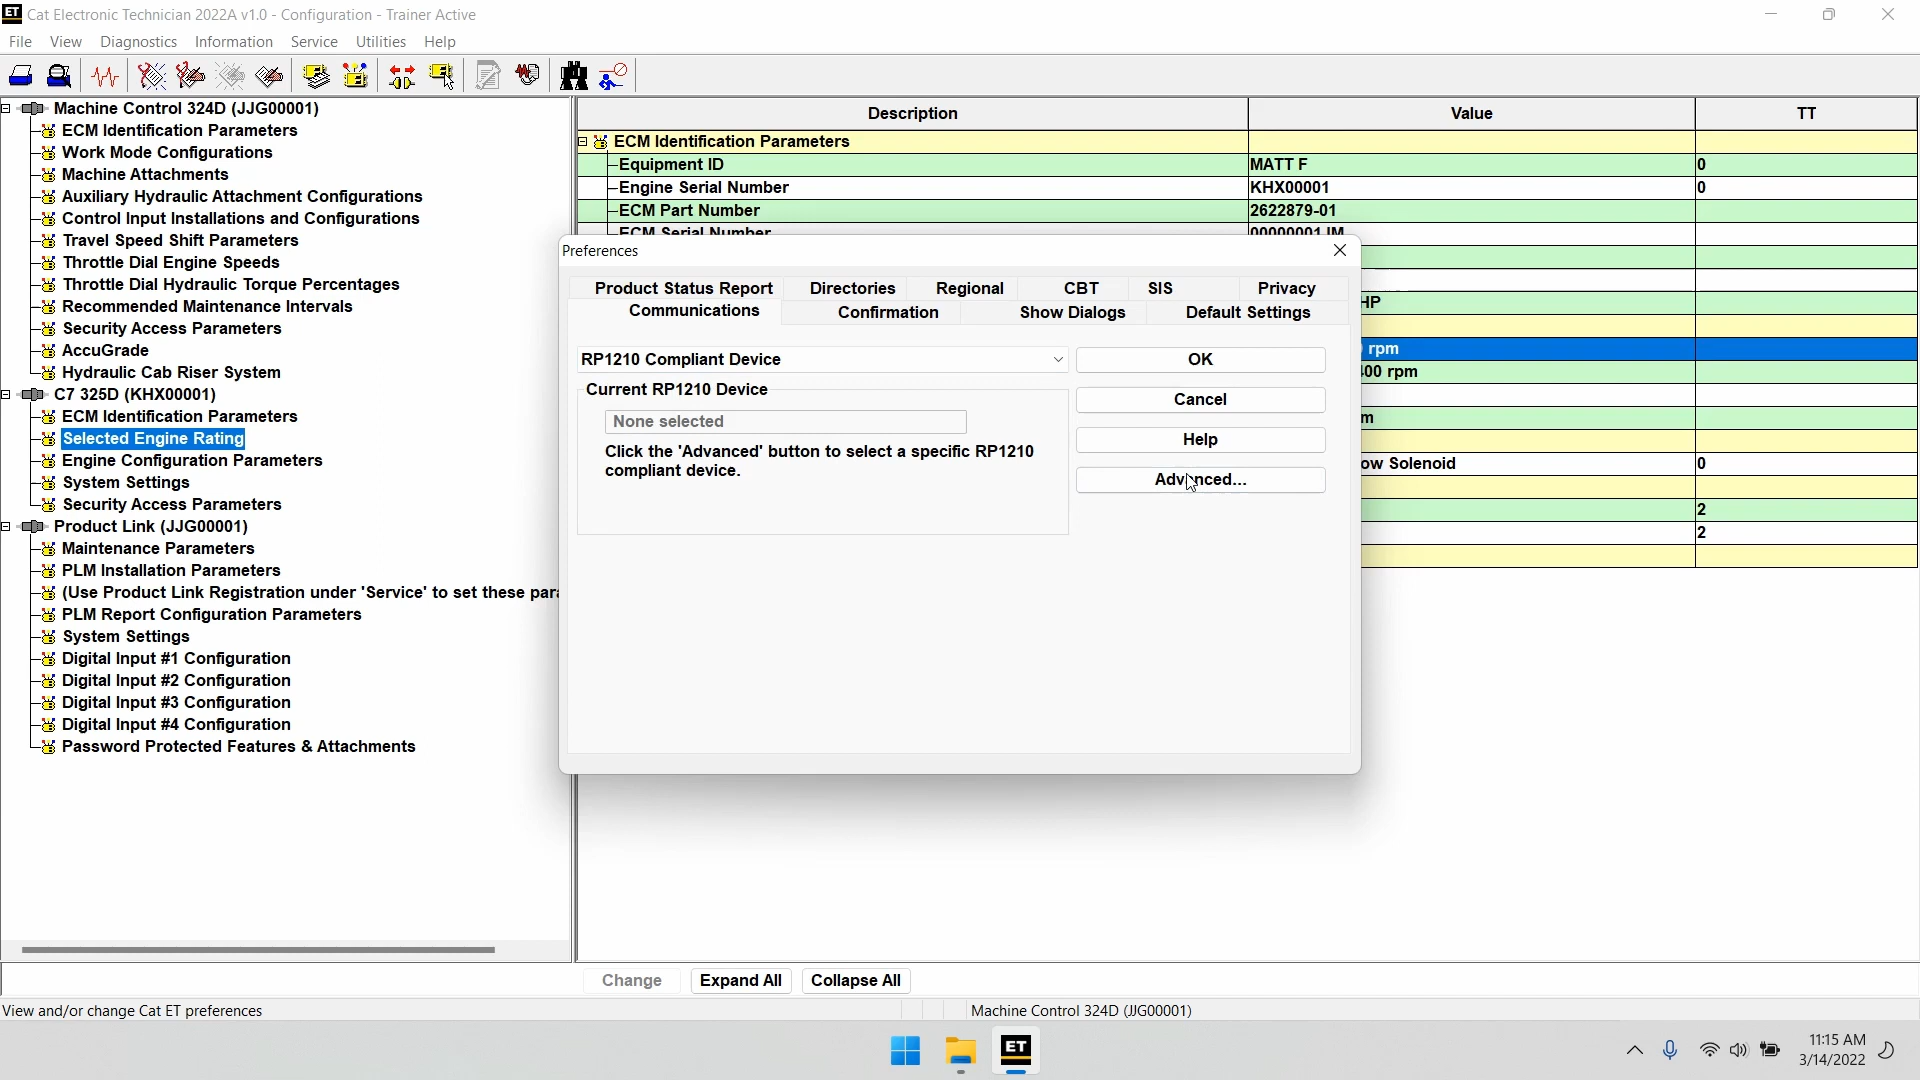 ET Cat Electronic Technician 2022A v1.0 - Configuration - Trainer Active
File View Diagnostics Information Service Utilities Help
Machine Control 324D (JJG00001)
ECM Identification Parameters
Work Mode Configurations
Machine Attachments
Auxiliary Hydraulic Attachment Configurations
Control Input Installations and Configurations
Travel Speed Shift Parameters
Throttle Dial Engine Speeds
Throttle Dial Hydraulic Torque Percentages
Recommended Maintenance Intervals
Security Access Parameters
AccuGrade
Hydraulic Cab Riser System
C7 325D (KHX00001)
ECM Identification Parameters
Selected Engine Rating
Engine Configuration Parameters
System Settings
Security Access Parameters
Product Link (JJG00001)
Maintenance Parameters
PLM Installation Parameters
(Use Product Link Registration under 'Service' to set these para
PLM Report Configuration Parameters
System Settings
Digital Input #1 Configuration
Digital Input #2 Configuration
Digital Input #3 Configuration
Digital Input #4 Configuration
Password Protected Features & Attachments
Description Value TT
ECM Identification Parameters
Equipment ID MATT F 0
Engine Serial Number KHX00001 0
ECM Part Number 2622879-01
ECM Serial Number 00000001JM
HP
rpm
00 rpm
m
ow Solenoid 0
2
2
Preferences
Product Status Report Directories Regional CBT SIS Privacy
Communications Confirmation Show Dialogs Default Settings
RP1210 Compliant Device
Current RP1210 Device
None selected
Click the 'Advanced' button to select a specific RP1210
compliant device.
OK
Cancel
Help
Advanced...
Change Expand All Collapse All
View and/or change Cat ET preferences
Machine Control 324D (JJG00001)
ET
11:15 AM
3/14/2022